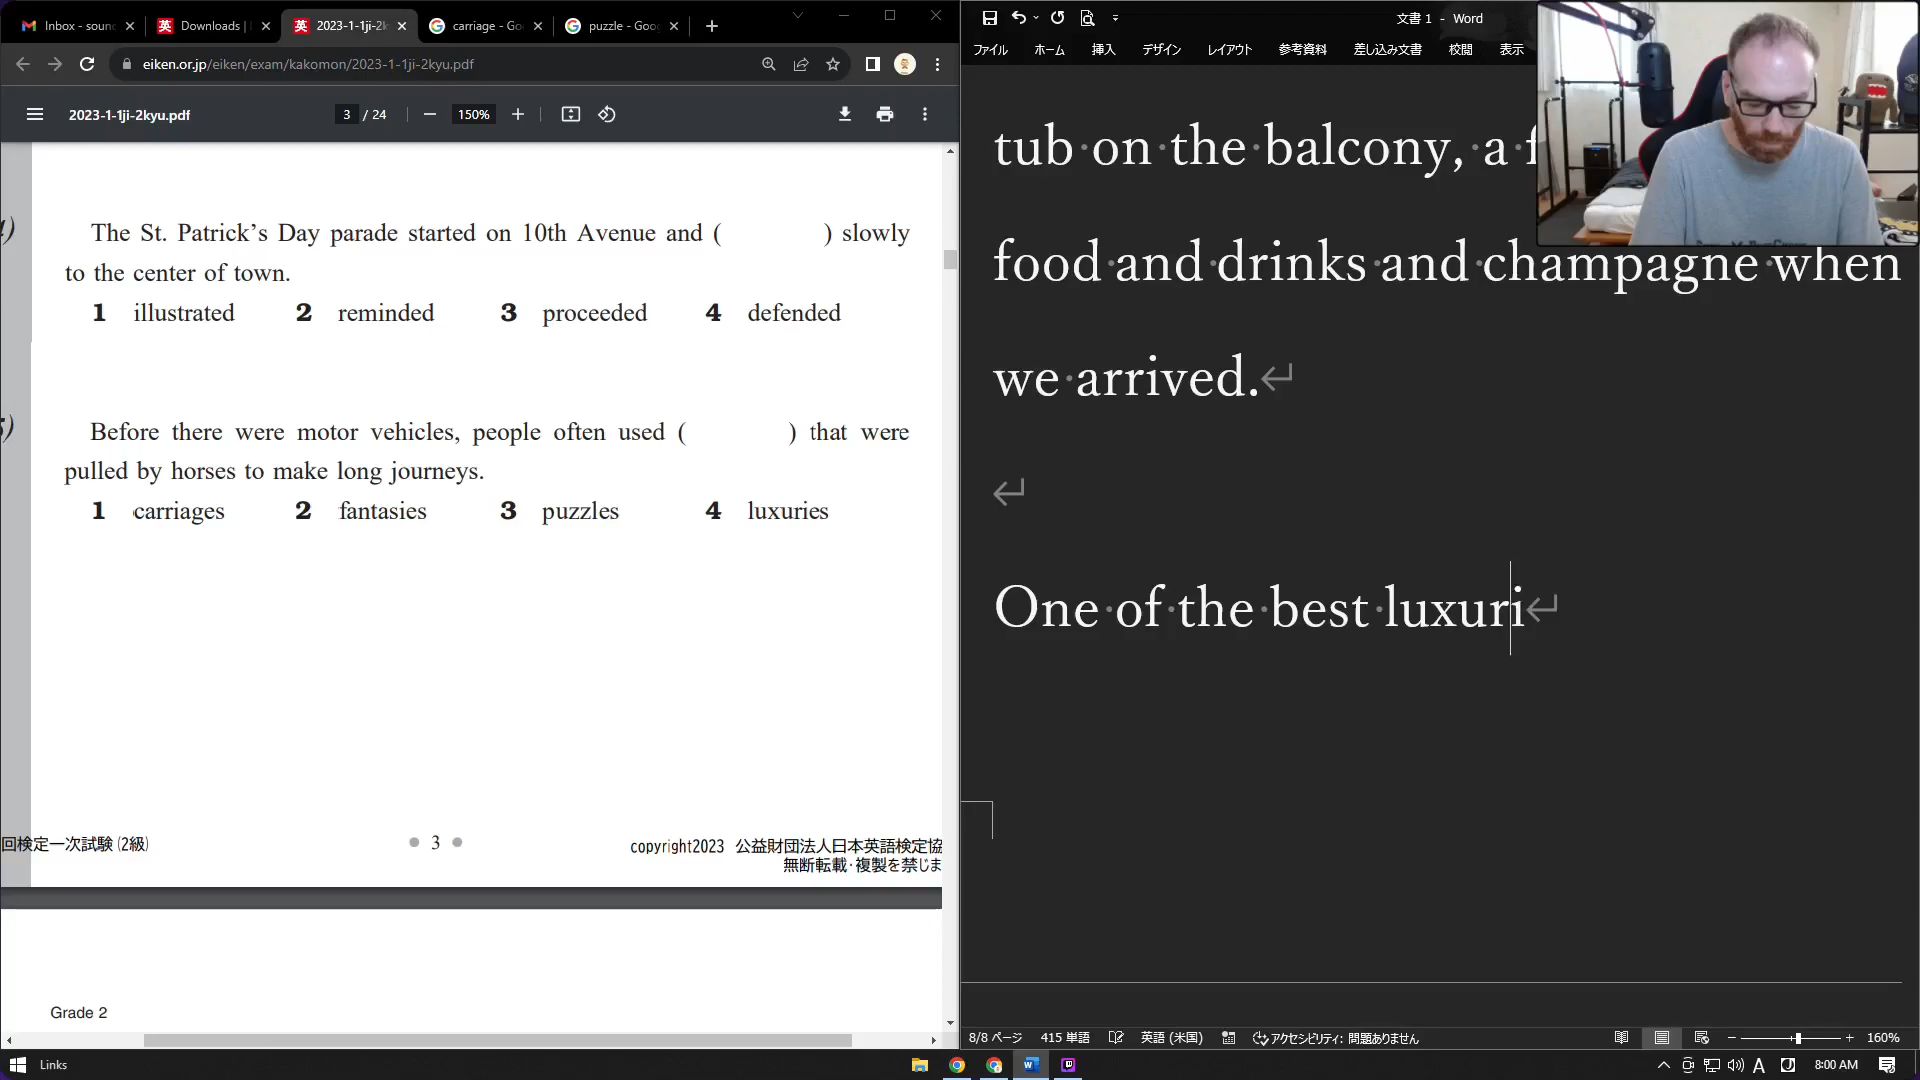 Inbox - soun
Downloads |
2023-1-1ji-2k
carriage - Go
puzzle - Goo
eiken.or.jp/eiken/exam/kakomon/2023-1-1ji-2kyu.pdf
2023-1-1ji-2kyu.pdf
3 / 24
150%
The St. Patrick's Day parade started on 10th Avenue and ( ) slowly
to the center of town.
1 illustrated 2 reminded 3 proceeded 4 defended
5)
Before there were motor vehicles, people often used ( ) that were
pulled by horses to make long journeys.
1 carriages 2 fantasies 3 puzzles 4 luxuries
回検定一次試験 (2級)
3
copyright2023 公益財団法人日本英語検定協
無断転載・複製を禁じま
Grade 2
文書 1 - Word
ファイル ホーム 挿入 デザイン レイアウト 参考資料 差し込み文書 校閲 表示
tub on the balcony, a f
food and drinks and champagne when
we arrived.
One of the best luxuri
8/8 ページ 415 単語 英語 (米国) アクセシビリティ: 問題ありません 160%
Links
A
8:00 AM